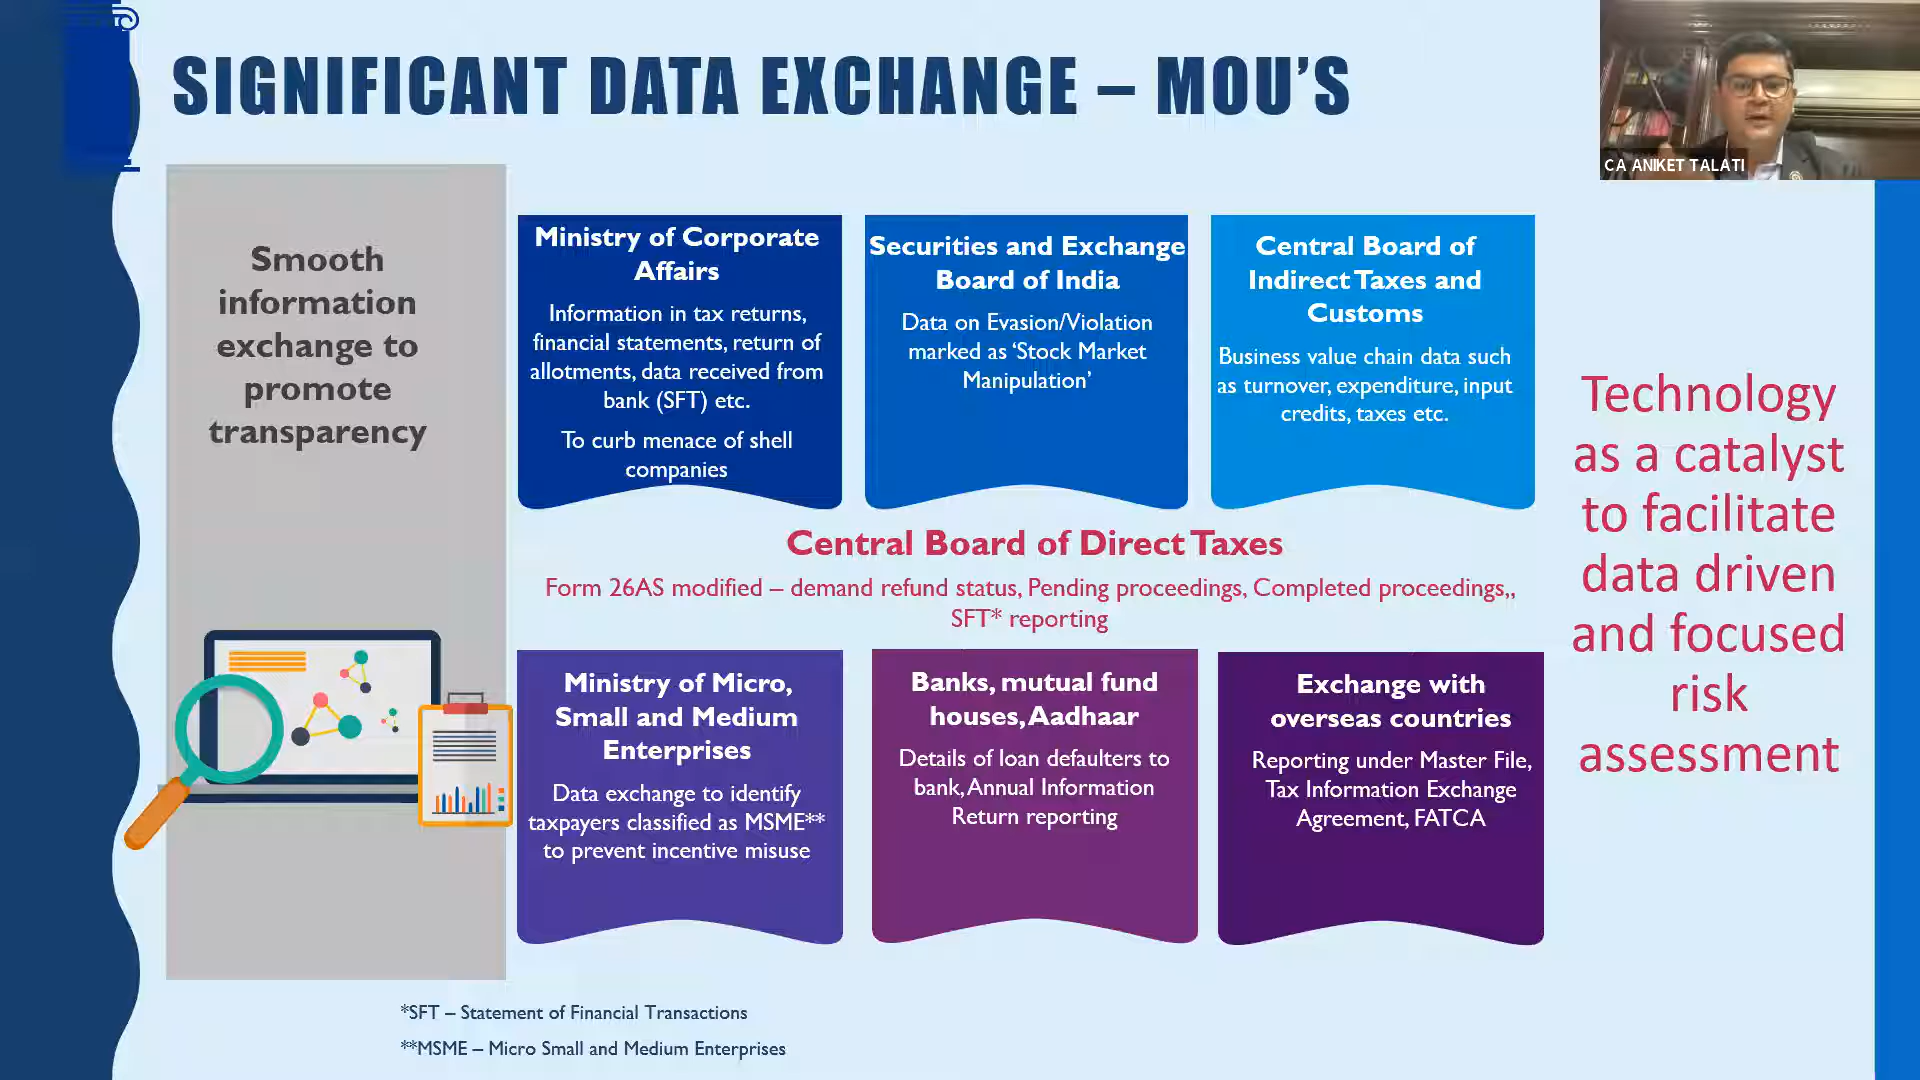 SIGNIFICANT DATA EXCHANGE – MOU’S
CA ANIKET TALATI
Smooth
information
exchange to
promote
transparency
Ministry of Corporate
Affairs
Information in tax returns,
financial statements, return of
allotments, data received from
bank (SFT) etc.
To curb menace of shell
companies
Securities and Exchange
Board of India
Data on Evasion/Violation
marked as ‘Stock Market
Manipulation’
Central Board of
Indirect Taxes and
Customs
Business value chain data such
as turnover, expenditure, input
credits, taxes etc.
Central Board of Direct Taxes
Form 26AS modified – demand refund status, Pending proceedings, Completed proceedings,,
SFT* reporting
Ministry of Micro,
Small and Medium
Enterprises
Data exchange to identify
taxpayers classified as MSME**
to prevent incentive misuse
Banks, mutual fund
houses, Aadhaar
Details of loan defaulters to
bank, Annual Information
Return reporting
Exchange with
overseas countries
Reporting under Master File,
Tax Information Exchange
Agreement, FATCA
Technology
as a catalyst
to facilitate
data driven
and focused
risk
assessment
*SFT – Statement of Financial Transactions
**MSME – Micro Small and Medium Enterprises